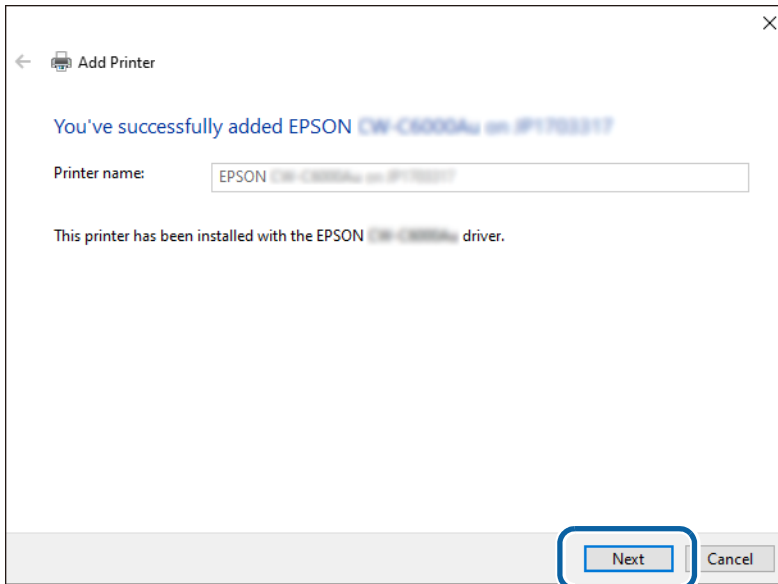 Add Printer
You've successfully added EPSON
Printer name:
EPSON
This printer has been installed with the EPSON driver.
Next
Cancel